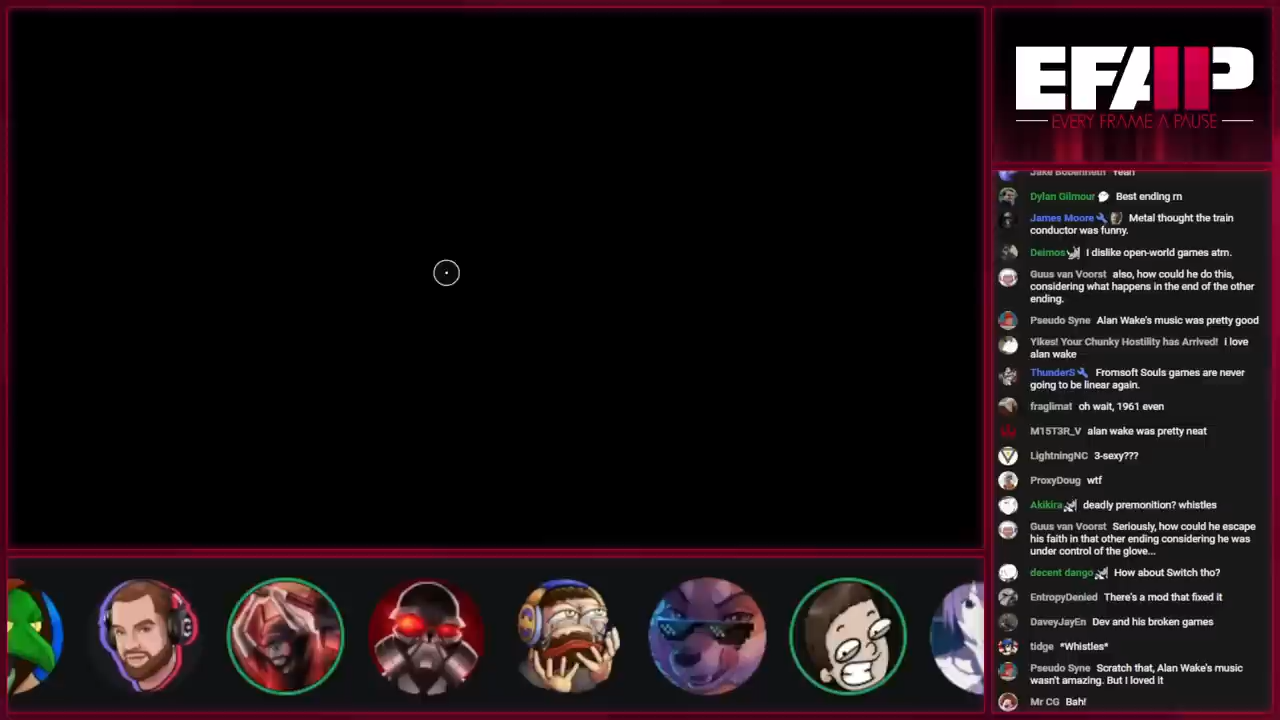 EFAP
EVERY FRAME A PAUSE
Jake Bobenrieth Yeah
Dylan Gilmour Best ending rn
James Moore Metal thought the train
conductor was funny.
Deimos I dislike open-world games atm.
Guus van Voorst also, how could he do this,
considering what happens in the end of the other
ending.
Pseudo Syne Alan Wake's music was pretty good
Yikes! Your Chunky Hostility has Arrived! i love
alan wake
ThunderS Fromsoft Souls games are never
going to be linear again.
fraglimat oh wait, 1961 even
M15T3R_V alan wake was pretty neat
LightningNC 3-sexy???
ProxyDoug wtf
Akikira deadly premonition? whistles
Guus van Voorst Seriously, how could he escape
his faith in that other ending considering he was
under control of the glove...
decent dango How about Switch tho?
EntropyDenied There's a mod that fixed it
DaveyJayEn Dev and his broken games
tidge *Whistles*
Pseudo Syne Scratch that, Alan Wake's music
wasn't amazing. But I loved it
Mr CG Bah!